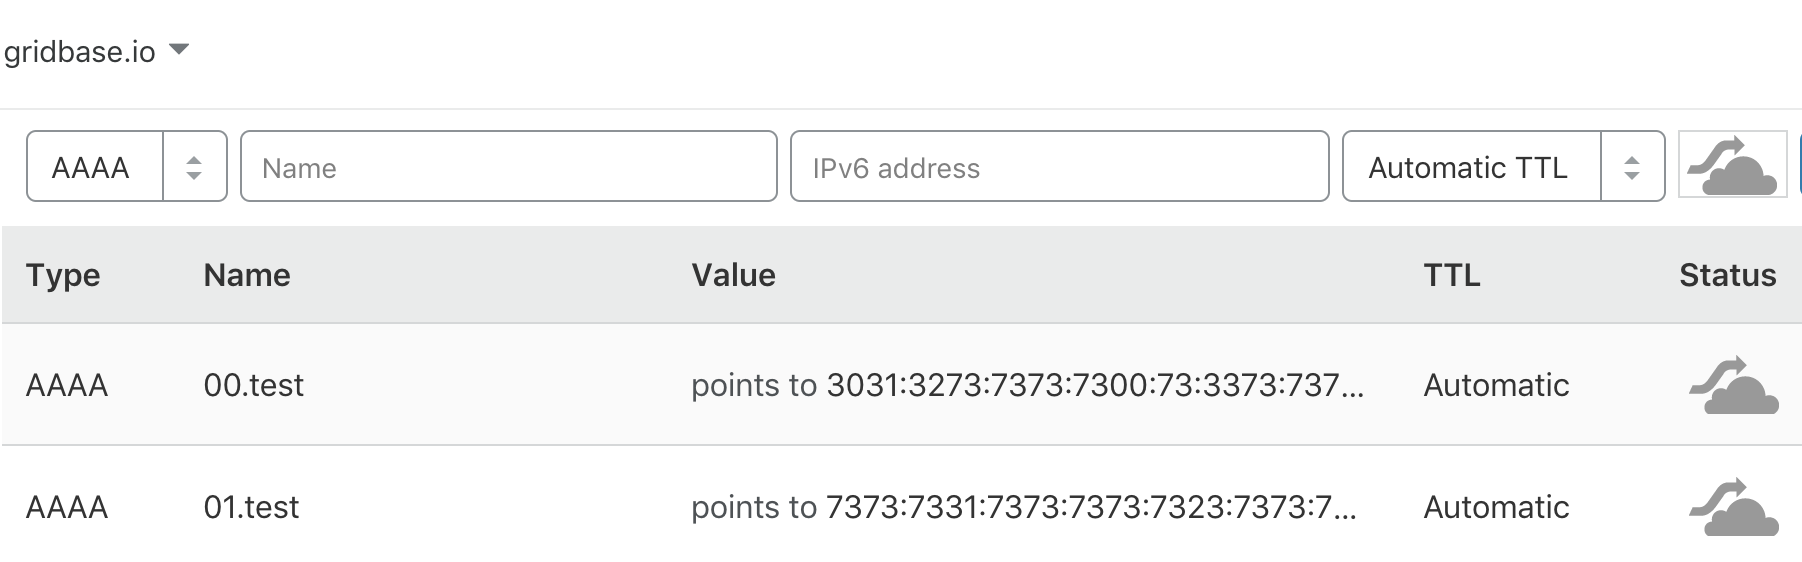 gridbase.io
AAAA Name IPv6 address Automatic TTL
Type Name Value TTL Status
AAAA 00.test points to 3031:3273:7373:7300:73:3373:737... Automatic
AAAA 01.test points to 7373:7331:7373:7373:7323:7373:7... Automatic